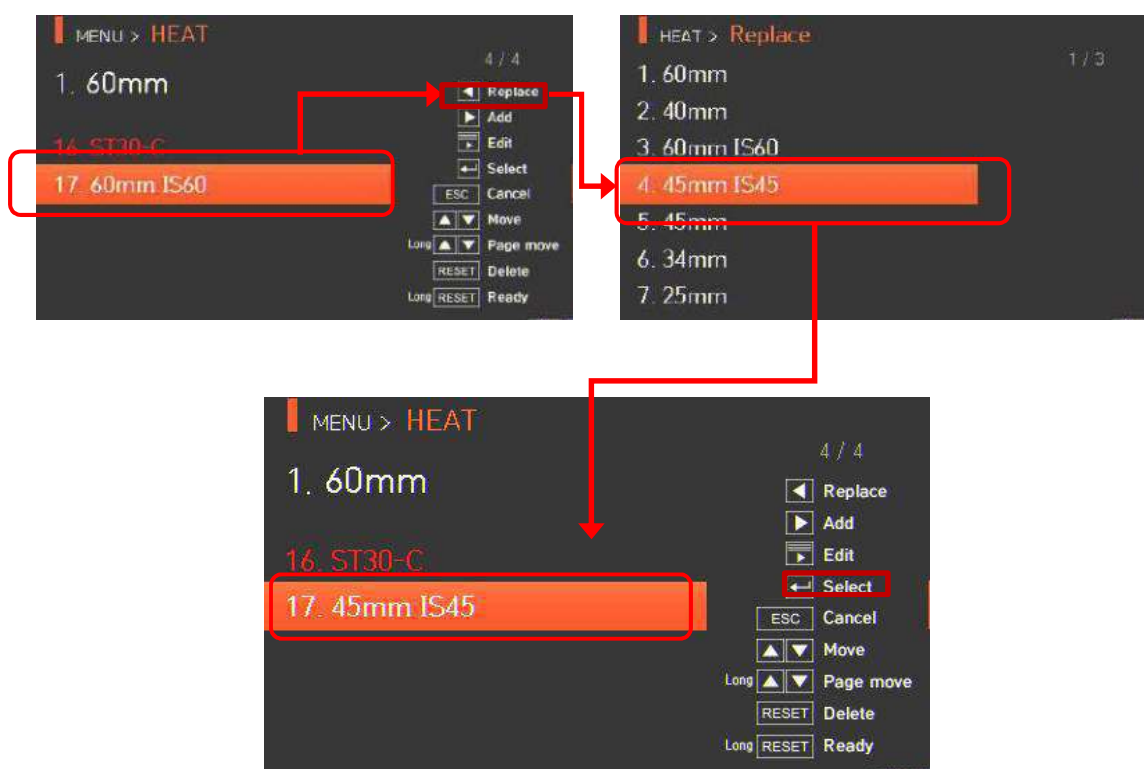 MENU > HEAT
4 / 4
1. 60mm
Replace
Add
16. ST30-C
Edit
Select
17. 60mm IS60
ESC Cancel
Move
Long Page move
RESET Delete
Long RESET Ready
HEAT > Replace
1 / 3
1. 60mm
2. 40mm
3. 60mm IS60
4. 45mm IS45
5. 45mm
6. 34mm
7. 25mm
MENU > HEAT
4 / 4
1. 60mm
Replace
Add
16. ST30-C
Edit
Select
17. 45mm IS45
ESC Cancel
Move
Long Page move
RESET Delete
Long RESET Ready